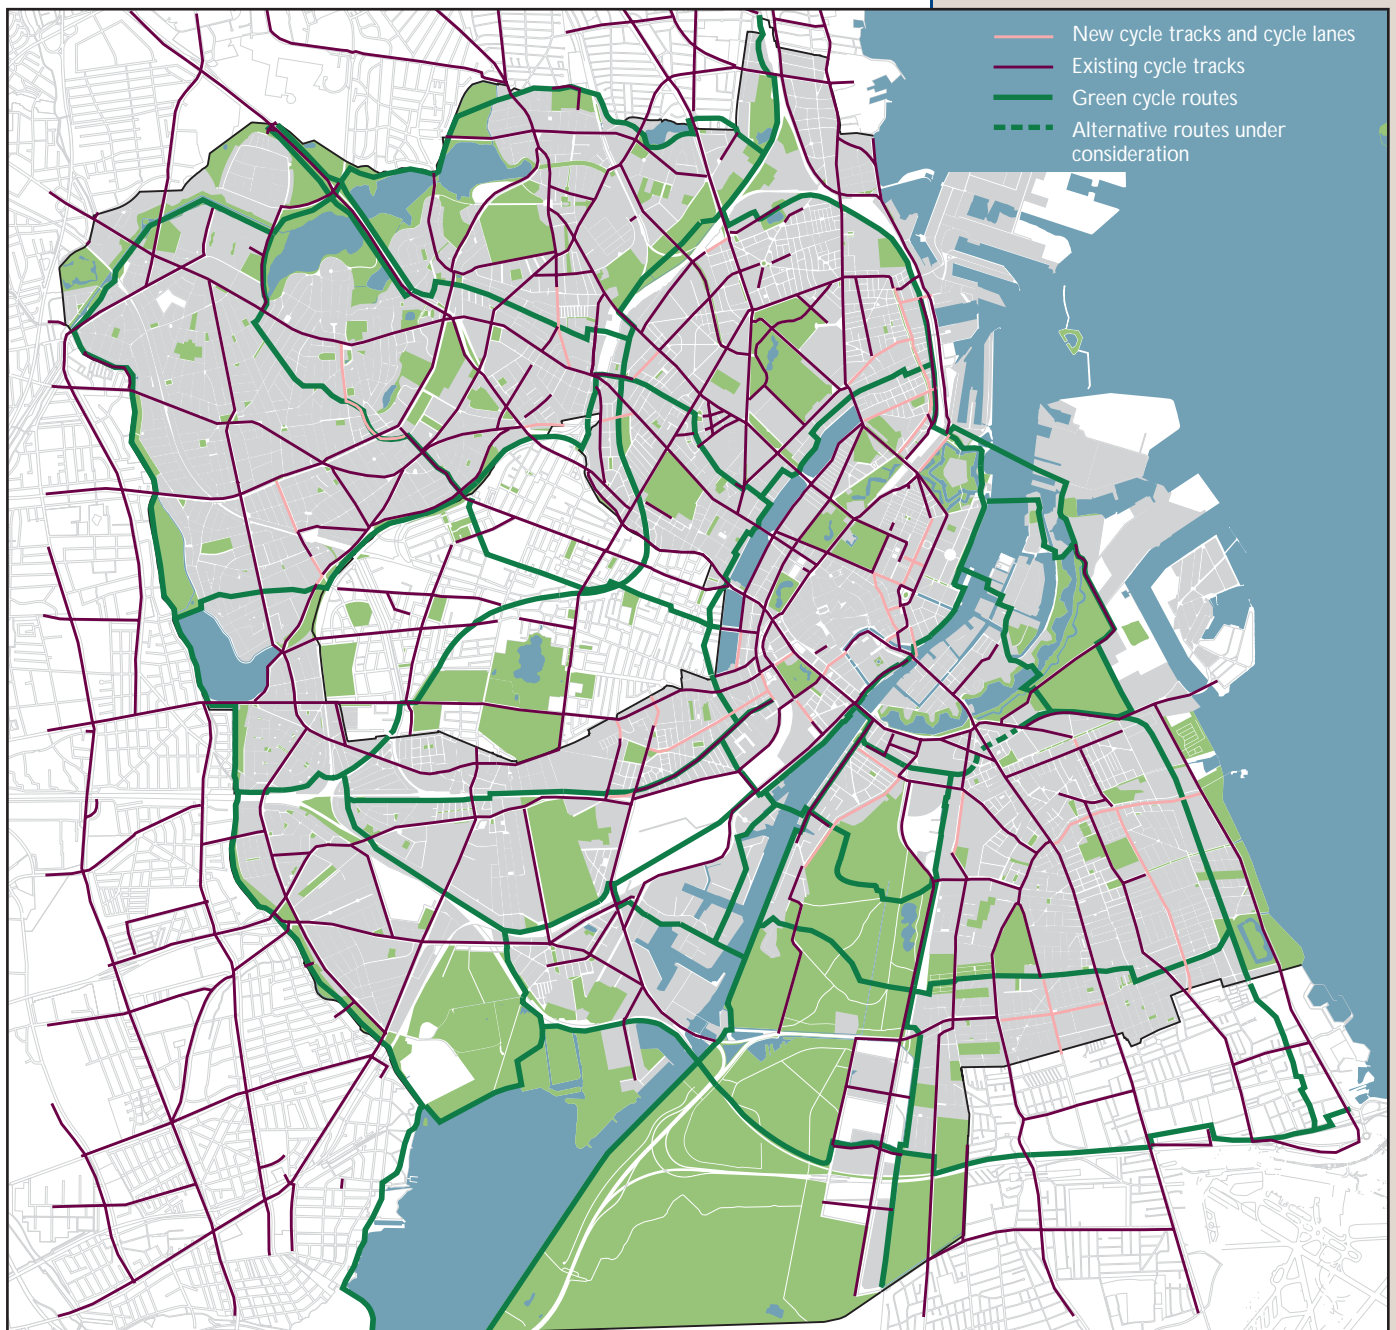 New cycle tracks and cycle lanes
Existing cycle tracks
Green cycle routes
Alternative routes under
consideration